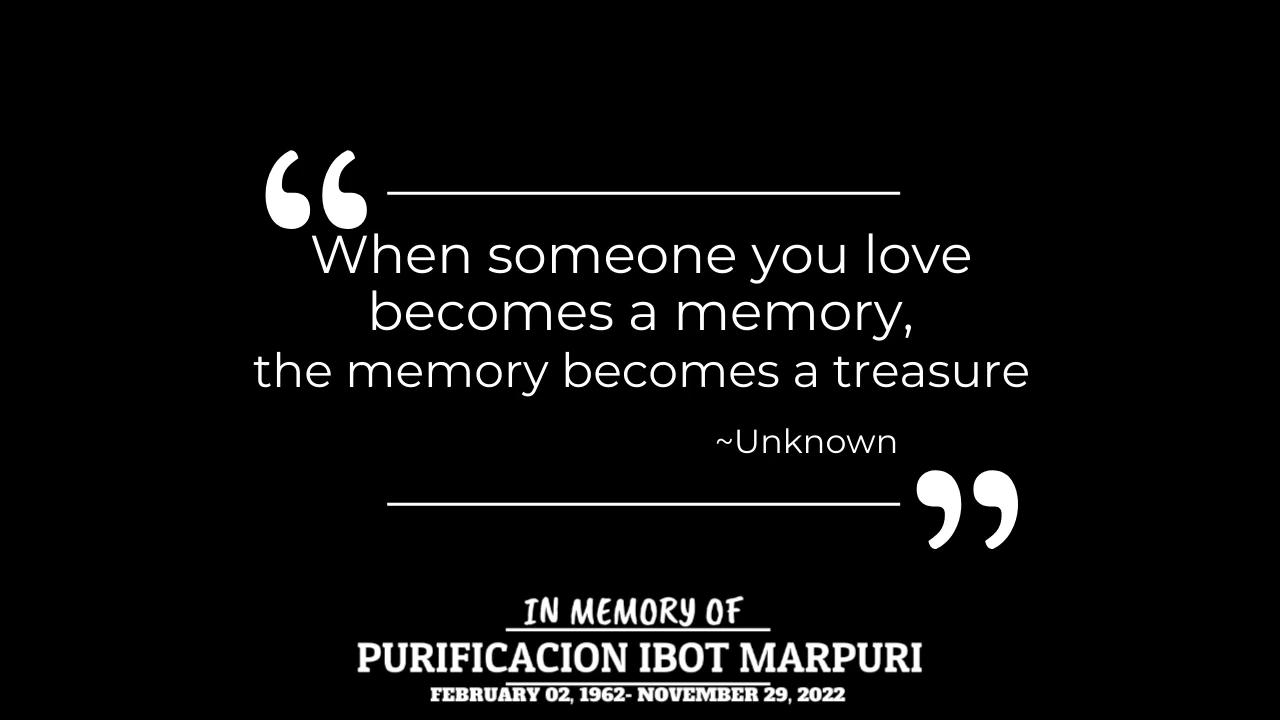 “
When someone you love
becomes a memory,
the memory becomes a treasure
~Unknown
”
IN MEMORY OF
PURIFICACION IBOT MARPURI
FEBRUARY 02, 1962- NOVEMBER 29, 2022